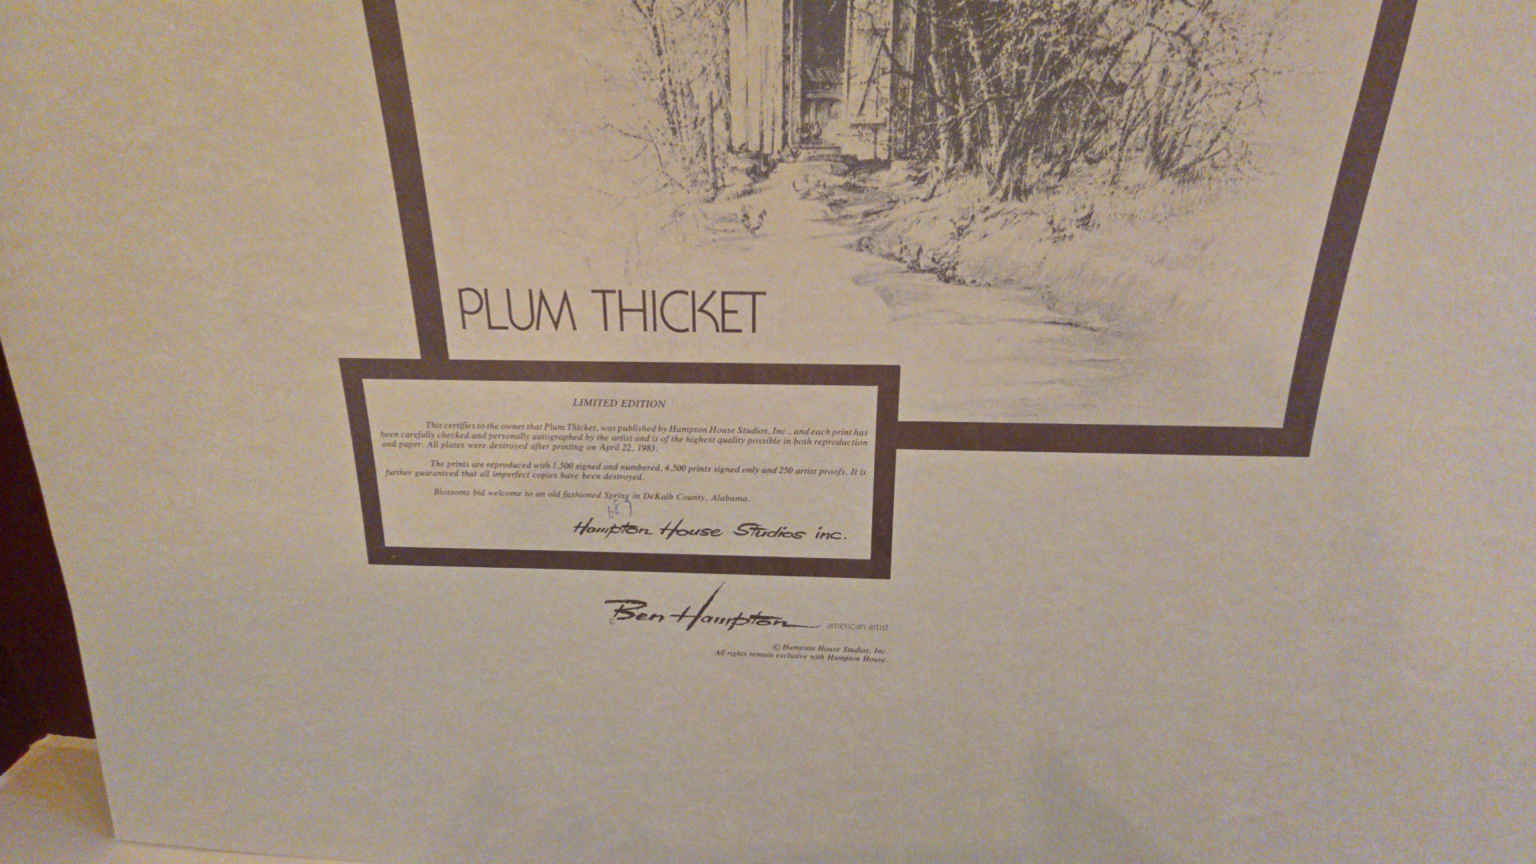 PLUM THICKET
LIMITED EDITION
This certifies to the owner that Plum Thicket, was published by Hampton House Studios, Inc., and each print has
been carefully checked and personally autographed by the artist and is of the highest quality possible in both reproduction
and paper. All plates were destroyed after printing on April 22, 1983.
The prints are reproduced with 1,500 signed and numbered, 4,500 prints signed only and 250 artist proofs. It is
further guaranteed that all imperfect copies have been destroyed.
Blossoms bid welcome to an old fashioned Spring in DeKalb County, Alabama.
Hampton House Studios inc.
Ben Hampton american artist
© Hampton House Studios, Inc.
All rights remain exclusive with Hampton House.